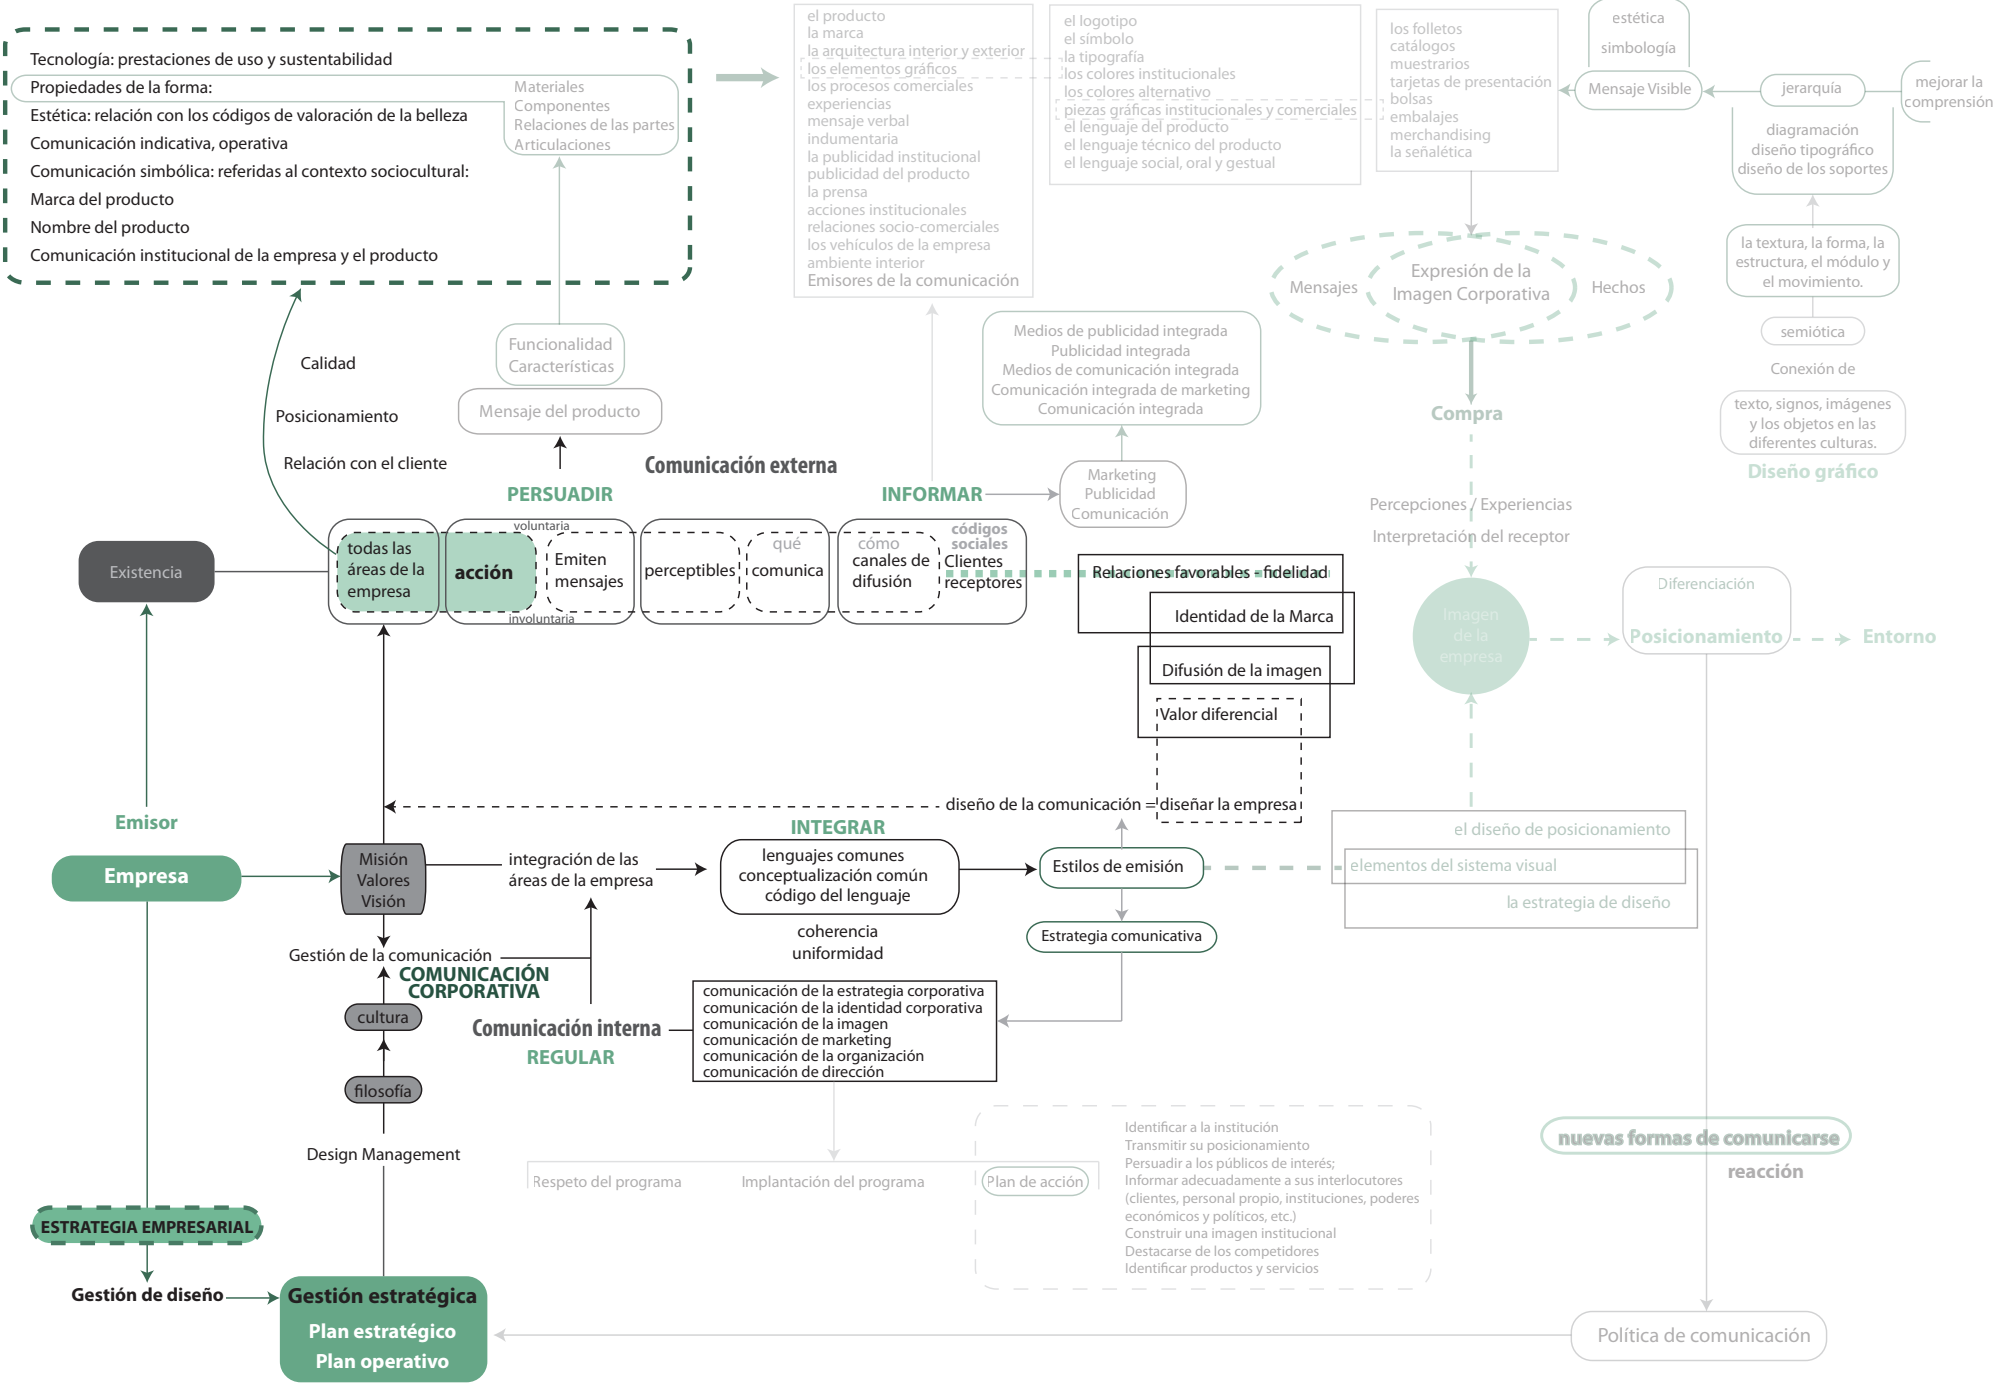 Tecnología: prestaciones de uso y sustentabilidad
Propiedades de la forma:
Estética: relación con los códigos de valoración de la belleza
Comunicación indicativa, operativa
Comunicación simbólica: referidas al contexto sociocultural:
Marca del producto
Nombre del producto
Comunicación institucional de la empresa y el producto
Materiales
Componentes
Relaciones de las partes
Articulaciones
el producto
la marca
la arquitectura interior y exterior
los elementos gráficos
los procesos comerciales
experiencias
mensaje verbal
indumentaria
la publicidad institucional
publicidad del producto
la prensa
acciones institucionales
relaciones socio-comerciales
los vehículos de la empresa
ambiente interior
Emisores de la comunicación
el logotipo
el símbolo
la tipografía
los colores institucionales
los colores alternativo
piezas gráficas institucionales y comerciales
el lenguaje del producto
el lenguaje técnico del producto
el lenguaje social, oral y gestual
los folletos
catálogos
muestrarios
tarjetas de presentación
bolsas
embalajes
merchandising
la señalética
estética
simbología
Mensaje Visible
jerarquía
mejorar la
comprensión
diagramación
diseño tipográfico
diseño de los soportes
la textura, la forma, la
estructura, el módulo y
el movimiento.
semiótica
Conexión de
texto, signos, imágenes
y los objetos en las
diferentes culturas.
Diseño gráfico
Mensajes
Expresión de la
Imagen Corporativa
Hechos
Compra
Percepciones / Experiencias
Interpretación del receptor
Imagen
de la
empresa
Diferenciación
Posicionamiento
Entorno
Calidad
Posicionamiento
Relación con el cliente
Funcionalidad
Características
Mensaje del producto
Comunicación externa
PERSUADIR
INFORMAR
Medios de publicidad integrada
Publicidad integrada
Medios de comunicación integrada
Comunicación integrada de marketing
Comunicación integrada
Marketing
Publicidad
Comunicación
Existencia
todas las
áreas de la
empresa
voluntaria
acción
involuntaria
Emiten
mensajes
perceptibles
qué
comunica
cómo
canales de
difusión
códigos
sociales
Clientes
receptores
Relaciones favorables - fidelidad
Identidad de la Marca
Difusión de la imagen
Valor diferencial
diseño de la comunicación = diseñar la empresa
Emisor
Empresa
Misión
Valores
Visión
integración de las
áreas de la empresa
INTEGRAR
lenguajes comunes
conceptualización común
código del lenguaje
coherencia
uniformidad
Estilos de emisión
Estrategia comunicativa
el diseño de posicionamiento
elementos del sistema visual
la estrategia de diseño
Gestión de la comunicación
COMUNICACIÓN
CORPORATIVA
cultura
Comunicación interna
REGULAR
comunicación de la estrategia corporativa
comunicación de la identidad corporativa
comunicación de la imagen
comunicación de marketing
comunicación de la organización
comunicación de dirección
filosofía
Design Management
Respeto del programa
Implantación del programa
Plan de acción
Identificar a la institución
Transmitir su posicionamiento
Persuadir a los públicos de interés;
Informar adecuadamente a sus interlocutores
(clientes, personal propio, instituciones, poderes
económicos y políticos, etc.)
Construir una imagen institucional
Destacarse de los competidores
Identificar productos y servicios
nuevas formas de comunicarse
reacción
ESTRATEGIA EMPRESARIAL
Gestión de diseño
Gestión estratégica
Plan estratégico
Plan operativo
Política de comunicación